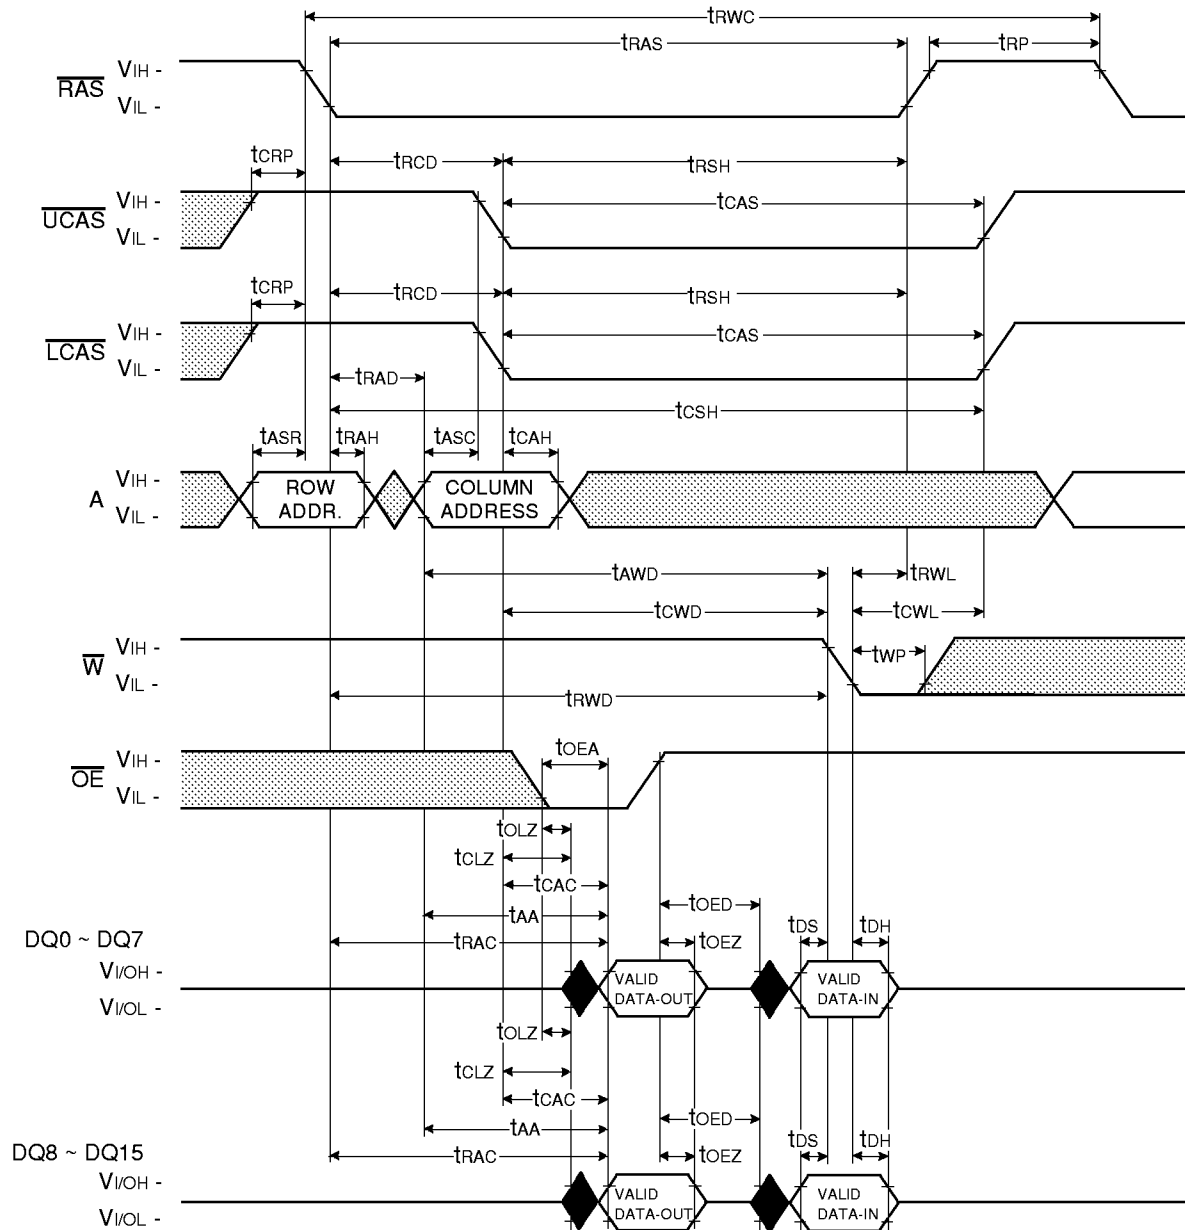 tRWC
tRAS
tRP
RAS
VIH -
VIL -
tCRP
tRCD
tRSH
UCAS
VIH -
VIL -
tCAS
tCRP
tRCD
tRSH
LCAS
VIH -
VIL -
tCAS
tRAD
tCSH
tASR
tRAH
tASC
tCAH
A
VIH -
VIL -
ROW
ADDR.
COLUMN
ADDRESS
tAWD
tRWL
tCWD
tCWL
W
VIH -
VIL -
tWP
tRWD
OE
VIH -
VIL -
tOEA
tOLZ
tCLZ
tCAC
tOED
tAA
DQ0 ~ DQ7
tRAC
tOEZ
tDS
tDH
VI/OH -
VI/OL -
VALID
DATA-OUT
VALID
DATA-IN
tOLZ
tCLZ
tCAC
tOED
tAA
DQ8 ~ DQ15
tRAC
tOEZ
tDS
tDH
VI/OH -
VI/OL -
VALID
DATA-OUT
VALID
DATA-IN